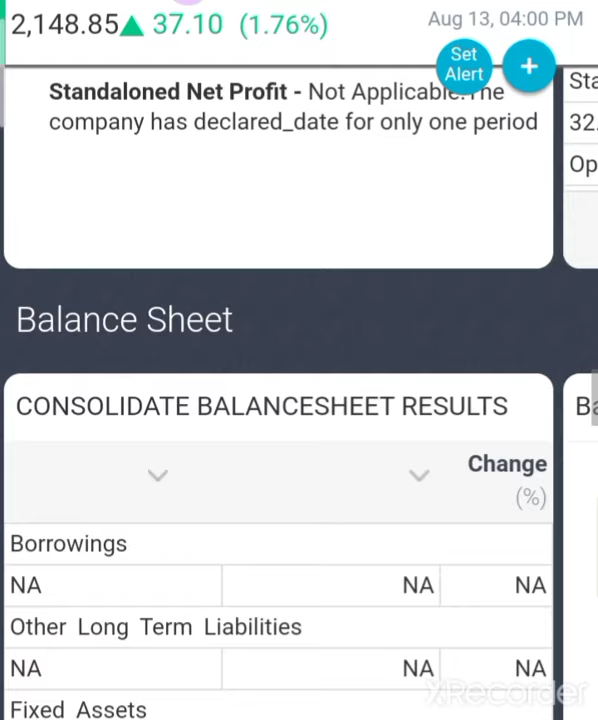 2,148.85▲ 37.10 (1.76%)
Aug 13, 04:00 PM
Set
Alert
+
Standaloned Net Profit - Not Applicable.The
company has declared_date for only one period
Sta
32.
Op
Balance Sheet
CONSOLIDATE BALANCESHEET RESULTS
Ba
Change
(%)
Borrowings
NA NA NA
Other Long Term Liabilities
NA NA NA
Fixed Assets
XRecorder